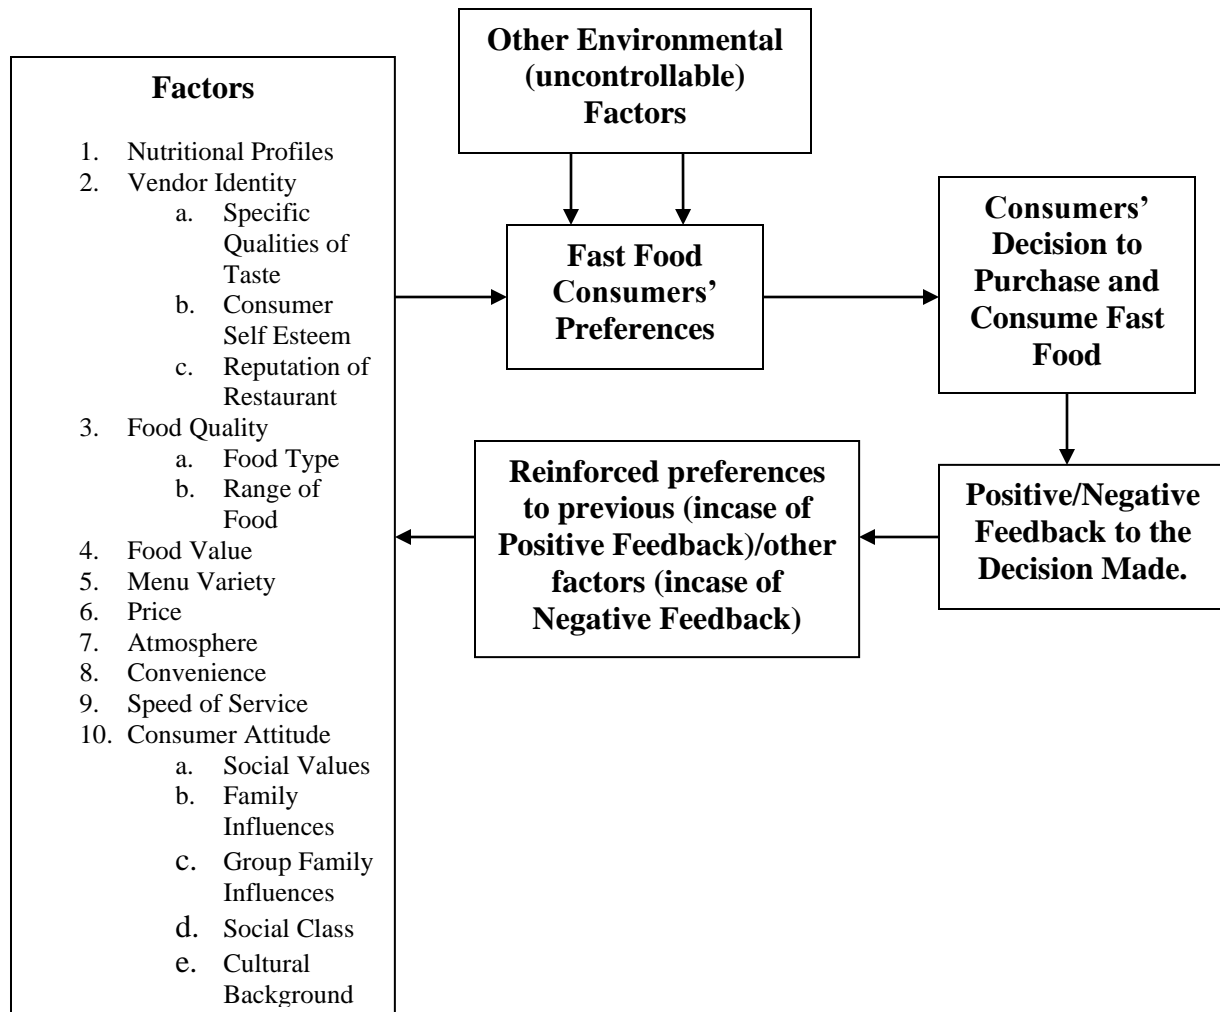 Factors
1. Nutritional Profiles
2. Vendor Identity
a. Specific
Qualities of
Taste
b. Consumer
Self Esteem
c. Reputation of
Restaurant
3. Food Quality
a. Food Type
b. Range of
Food
4. Food Value
5. Menu Variety
6. Price
7. Atmosphere
8. Convenience
9. Speed of Service
10. Consumer Attitude
a. Social Values
b. Family
Influences
c. Group Family
Influences
d. Social Class
e. Cultural
Background
Other Environmental
(uncontrollable)
Factors
Fast Food
Consumers’
Preferences
Consumers’
Decision to
Purchase and
Consume Fast
Food
Positive/Negative
Feedback to the
Decision Made.
Reinforced preferences
to previous (incase of
Positive Feedback)/other
factors (incase of
Negative Feedback)